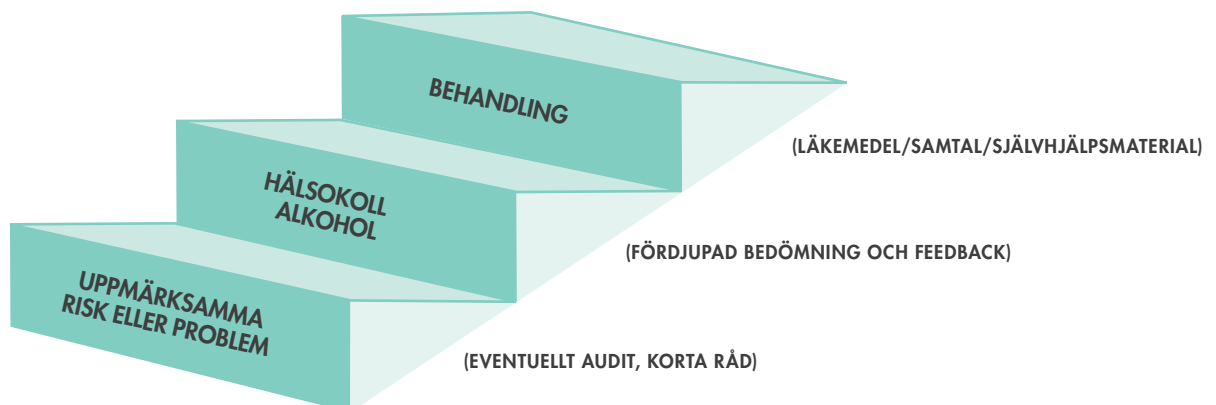 BEHANDLING
(LÄKEMEDEL/SAMTAL/SJÄLVHJÄLPSMATERIAL)
HÄLSOKOLL
ALKOHOL
(FÖRDJUPAD BEDÖMNING OCH FEEDBACK)
UPPMÄRKSAMMA
RISK ELLER PROBLEM
(EVENTUELLT AUDIT, KORTA RÅD)